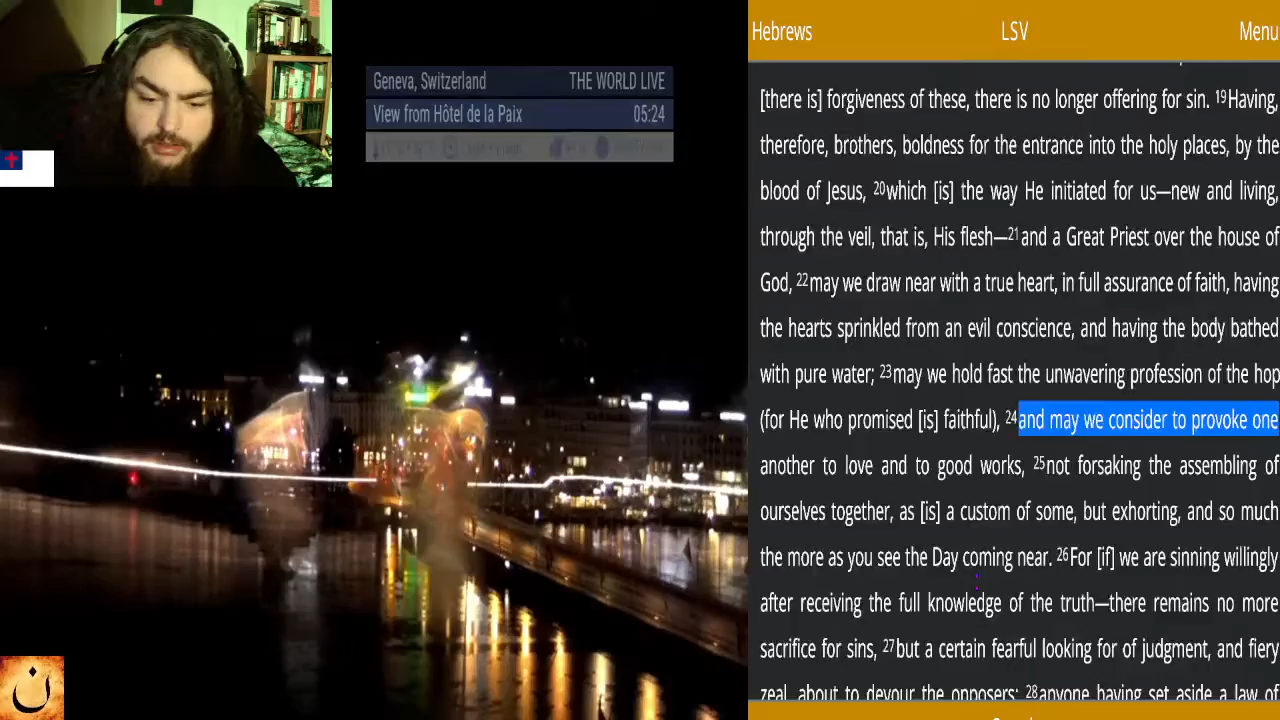 Geneva, Switzerland THE WORLD LIVE
View from Hôtel de la Paix 05:24
ن
Hebrews LSV Menu
[there is] forgiveness of these, there is no longer offering for sin. 19Having,
therefore, brothers, boldness for the entrance into the holy places, by the
blood of Jesus, 20which [is] the way He initiated for us—new and living,
through the veil, that is, His flesh—21and a Great Priest over the house of
God, 22may we draw near with a true heart, in full assurance of faith, having
the hearts sprinkled from an evil conscience, and having the body bathed
with pure water; 23may we hold fast the unwavering profession of the hop
(for He who promised [is] faithful), 24and may we consider to provoke one
another to love and to good works, 25not forsaking the assembling of
ourselves together, as [is] a custom of some, but exhorting, and so much
the more as you see the Day coming near. 26For [if] we are sinning willingly
after receiving the full knowledge of the truth—there remains no more
sacrifice for sins, 27but a certain fearful looking for of judgment, and fiery
zeal, about to devour the opposers; 28anyone having set aside a law of